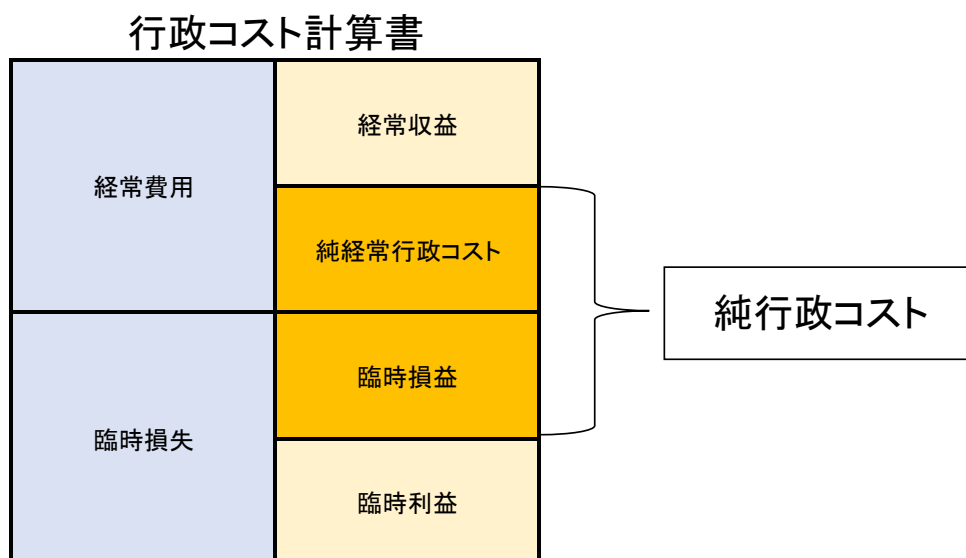 行政コスト計算書
経常費用
経常収益
純経常行政コスト
純行政コスト
臨時損失
臨時損益
臨時利益